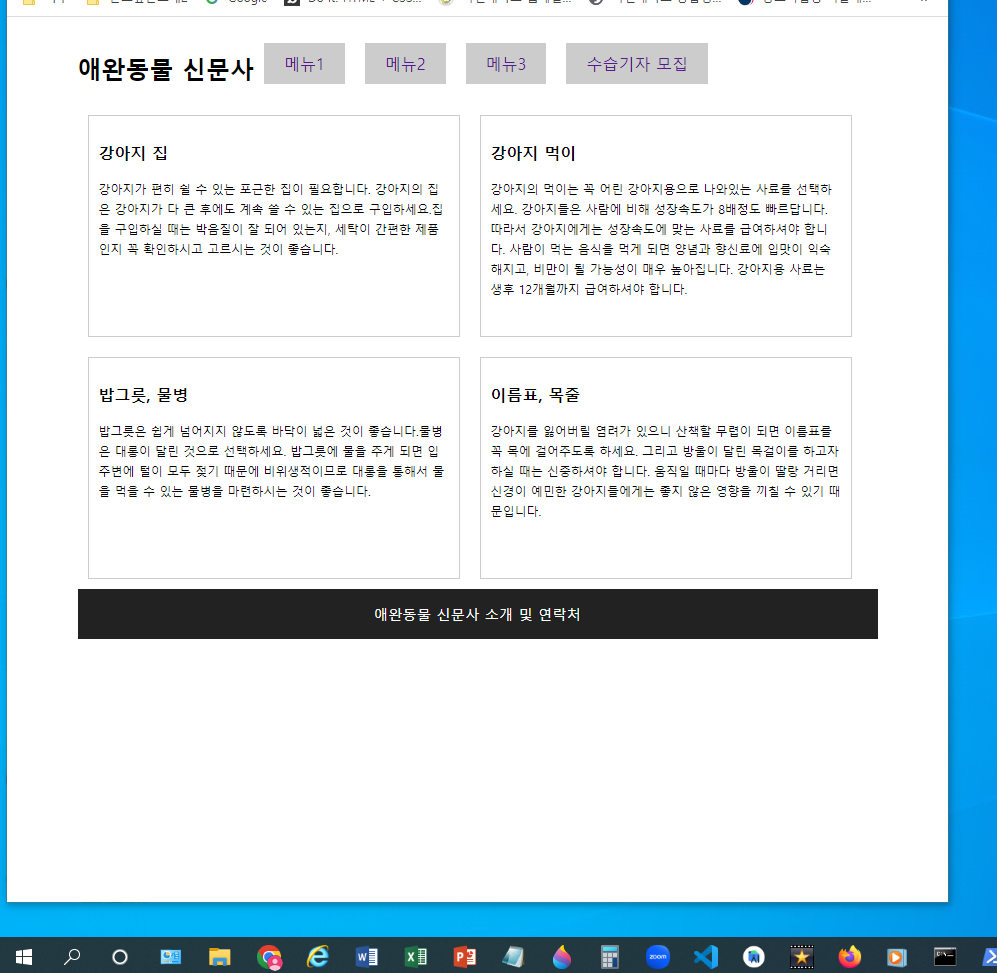 Google
애완동물 신문사 메뉴1 메뉴2 메뉴3 수습기자 모집
강아지 집
강아지가 편히 쉴 수 있는 포근한 집이 필요합니다. 강아지의 집
은 강아지가 다 큰 후에도 계속 쓸 수 있는 집으로 구입하세요.집
을 구입하실 때는 박음질이 잘 되어 있는지, 세탁이 간편한 제품
인지 꼭 확인하시고 고르시는 것이 좋습니다.
강아지 먹이
강아지의 먹이는 꼭 어린 강아지용으로 나와있는 사료를 선택하
세요. 강아지들은 사람에 비해 성장속도가 8배정도 빠르답니다.
따라서 강아지에게는 성장속도에 맞는 사료를 급여하셔야 합니
다. 사람이 먹는 음식을 먹게 되면 양념과 향신료에 입맛이 익숙
해지고, 비만이 될 가능성이 매우 높아집니다. 강아지용 사료는
생후 12개월까지 급여하셔야 합니다.
밥그릇, 물병
밥그릇은 쉽게 넘어지지 않도록 바닥이 넓은 것이 좋습니다.물병
은 대롱이 달린 것으로 선택하세요. 밥그릇에 물을 주게 되면 입
주변에 털이 모두 젖기 때문에 비위생적이므로 대롱을 통해서 물
을 먹을 수 있는 물병을 마련하시는 것이 좋습니다.
이름표, 목줄
강아지를 잃어버릴 염려가 있으니 산책할 무렵이 되면 이름표를
꼭 목에 걸어주도록 하세요. 그리고 방울이 달린 목걸이를 하고자
하실 때는 신중하셔야 합니다. 움직일 때마다 방울이 딸랑 거리면
신경이 예민한 강아지들에게는 좋지 않은 영향을 끼칠 수 있기 때
문입니다.
애완동물 신문사 소개 및 연락처
zoom